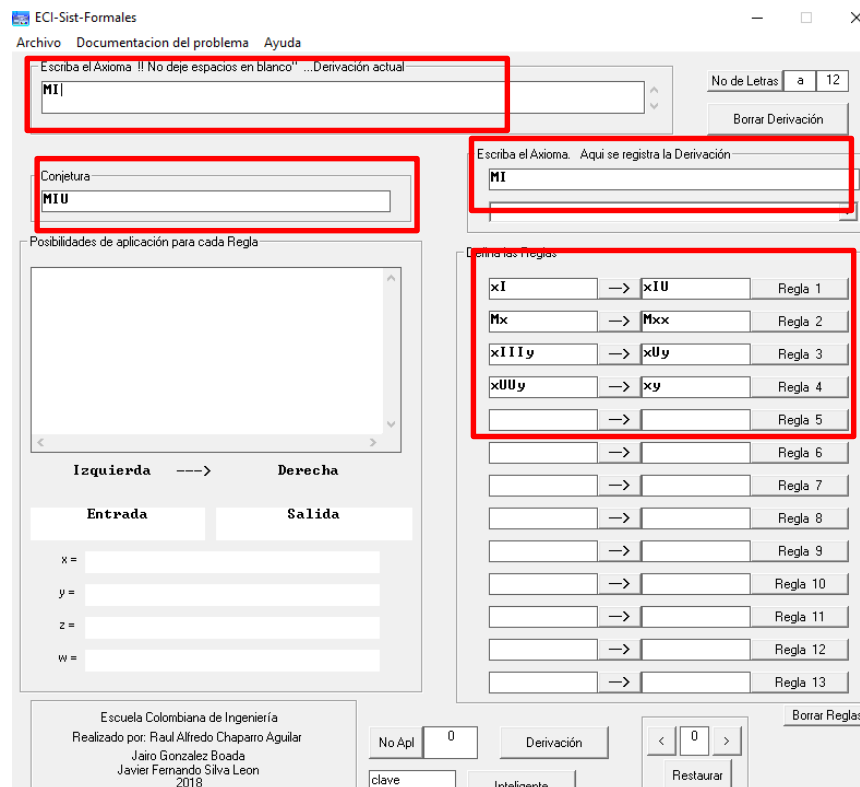 ECI-Sist-Formales
Archivo Documentacion del problema Ayuda
Escriba el Axioma !! No deje espacios en blanco" ...Derivación actual
MI
No de Letras a 12
Borrar Derivación
Escriba el Axioma. Aqui se registra la Derivación
MI
Conjetura
MIU
Posibilidades de aplicación para cada Regla
Defina las Reglas
xI —> xIU Regla 1
Mx —> Mxx Regla 2
xIIIy —> xUy Regla 3
xUUy —> xy Regla 4
—> Regla 5
—> Regla 6
—> Regla 7
—> Regla 8
—> Regla 9
—> Regla 10
—> Regla 11
—> Regla 12
—> Regla 13
Izquierda ---> Derecha
Entrada Salida
x =
y =
z =
w =
Borrar Reglas
Escuela Colombiana de Ingeniería
Realizado por: Raul Alfredo Chaparro Aguilar
Jairo Gonzalez Boada
Javier Fernando Silva Leon
2018
No Apl 0 Derivación < 0 >
clave Inteligente Restaurar